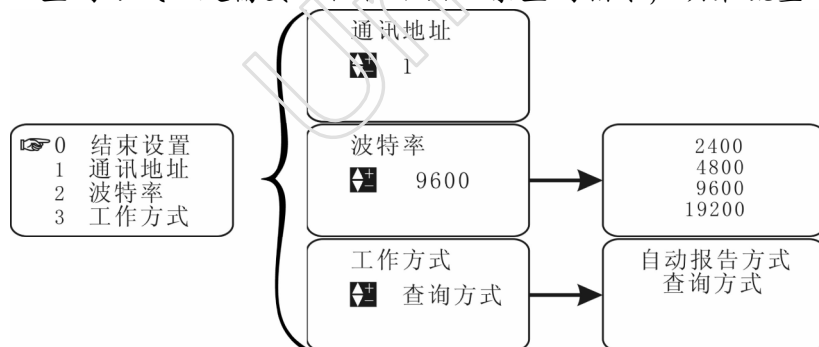 通讯地址
1
0 结束设置
1 通讯地址
2 波特率
3 工作方式
波特率
9600
2400
4800
9600
19200
工作方式
查询方式
自动报告方式
查询方式